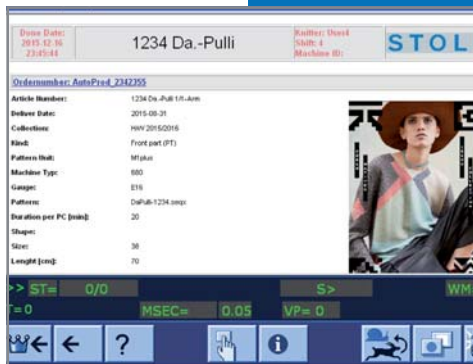 Done Date:
2015-12-16
23:45:44
1234 Da.-Pulli
Knitter: User4
Shift: 4
Machine ID:
STOL
Ordernumber: AutoProd_2342355
Article Number: 1234 Da.-Pulli 1/1-Arm
Deliver Date: 2015-08-31
Collection: HWV 2015/2016
Kind: Front part (PT)
Pattern Unit: M1plus
Machine Typ: 680
Gauge: E16
Pattern: DaPulli-1234.seqx
Duration per PC [min]: 20
Shape:
Size: 38
Lenght [cm]: 70
>> ST= 0/0 S> WM
T=0 MSEC= 0.05 VP= 0
?
i